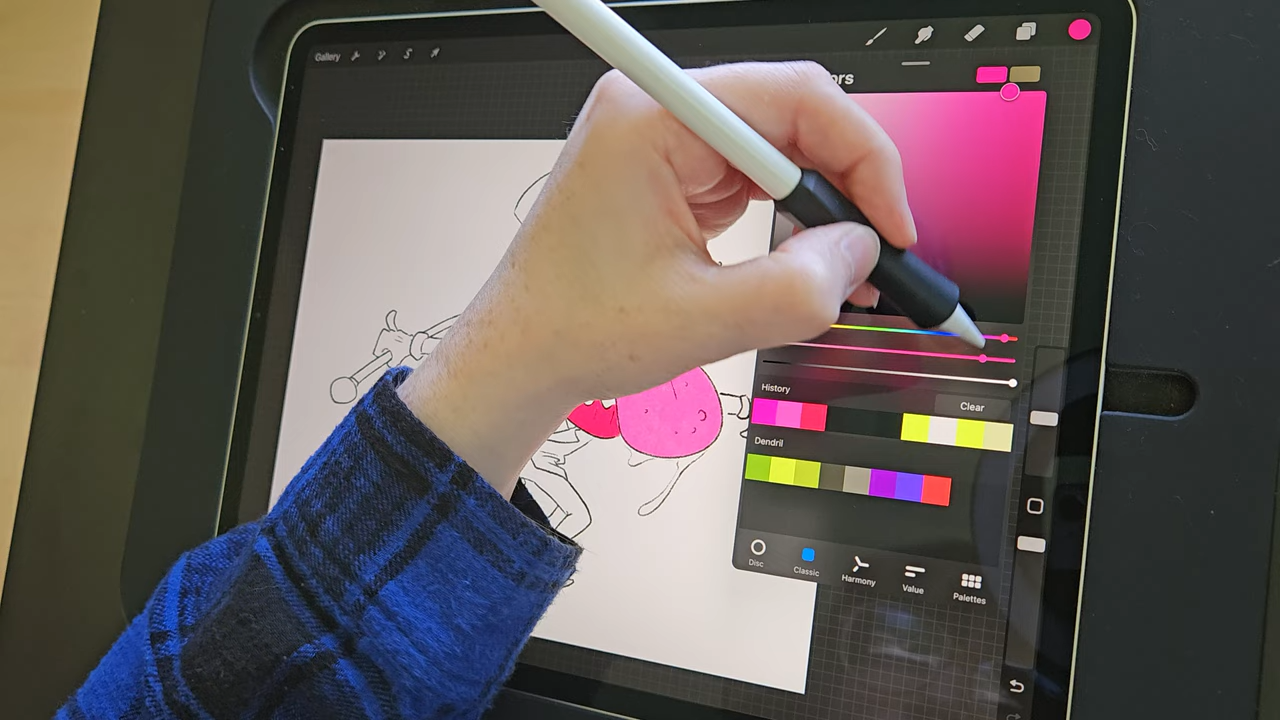 Gallery
ors
History
Clear
Dendril
Disc
Classic
Harmony
Value
Palettes